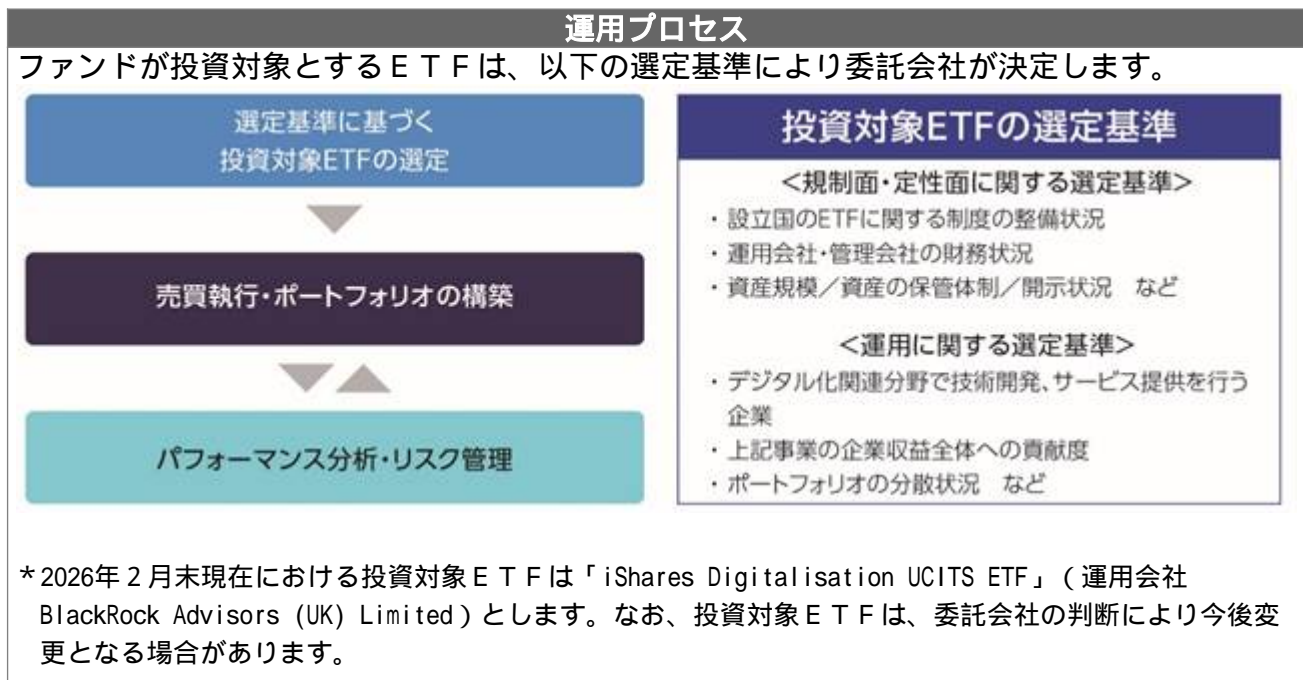 運用プロセス
ファンドが投資対象とするＥＴＦは、以下の選定基準により委託会社が決定します。
選定基準に基づく
投資対象ETFの選定
売買執行・ポートフォリオの構築
パフォーマンス分析・リスク管理
投資対象ETFの選定基準
＜規制面・定性面に関する選定基準＞
・設立国のETFに関する制度の整備状況
・運用会社・管理会社の財務状況
・資産規模／資産の保管体制／開示状況　など
＜運用に関する選定基準＞
・デジタル化関連分野で技術開発、サービス提供を行う
企業
・上記事業の企業収益全体への貢献度
・ポートフォリオの分散状況　など
＊2026年２月末現在における投資対象ＥＴＦは「iShares Digitalisation UCITS ETF」（運用会社
BlackRock Advisors (UK) Limited）とします。なお、投資対象ＥＴＦは、委託会社の判断により今後変
更となる場合があります。